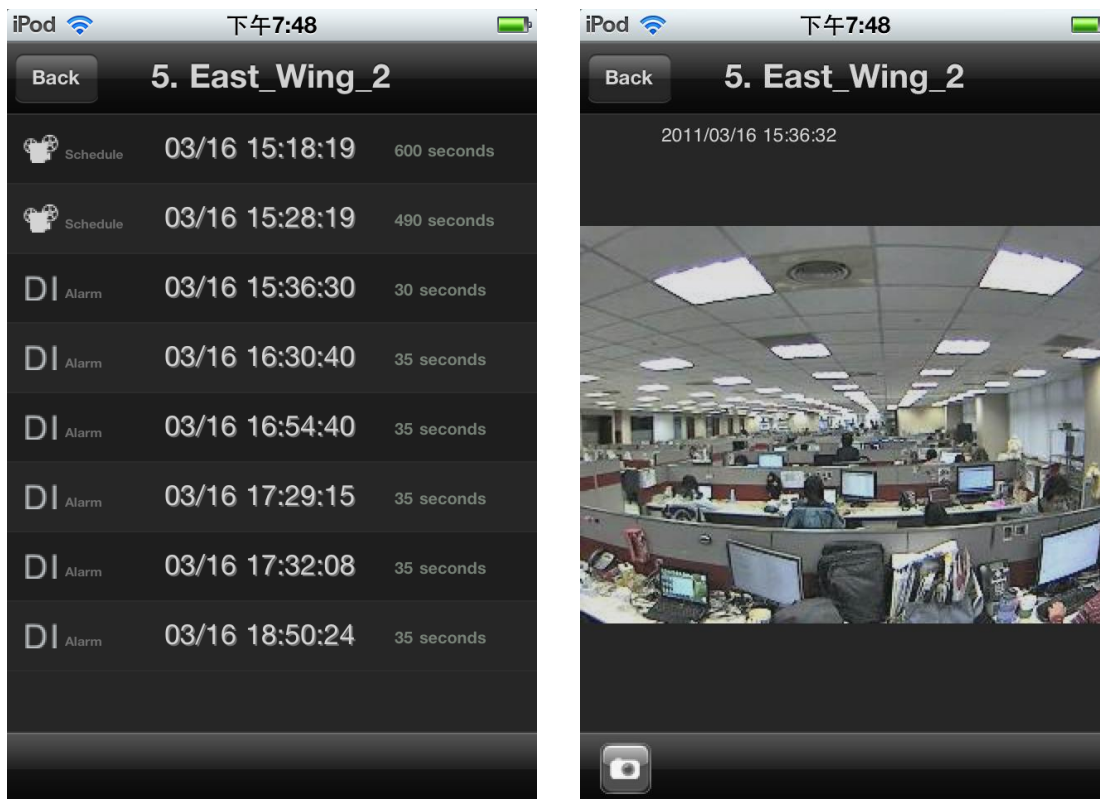 iPod 下午7:48
Back 5. East_Wing_2
Schedule 03/16 15:18:19 600 seconds
Schedule 03/16 15:28:19 490 seconds
DI Alarm 03/16 15:36:30 30 seconds
DI Alarm 03/16 16:30:40 35 seconds
DI Alarm 03/16 16:54:40 35 seconds
DI Alarm 03/16 17:29:15 35 seconds
DI Alarm 03/16 17:32:08 35 seconds
DI Alarm 03/16 18:50:24 35 seconds
iPod 下午7:48
Back 5. East_Wing_2
2011/03/16 15:36:32